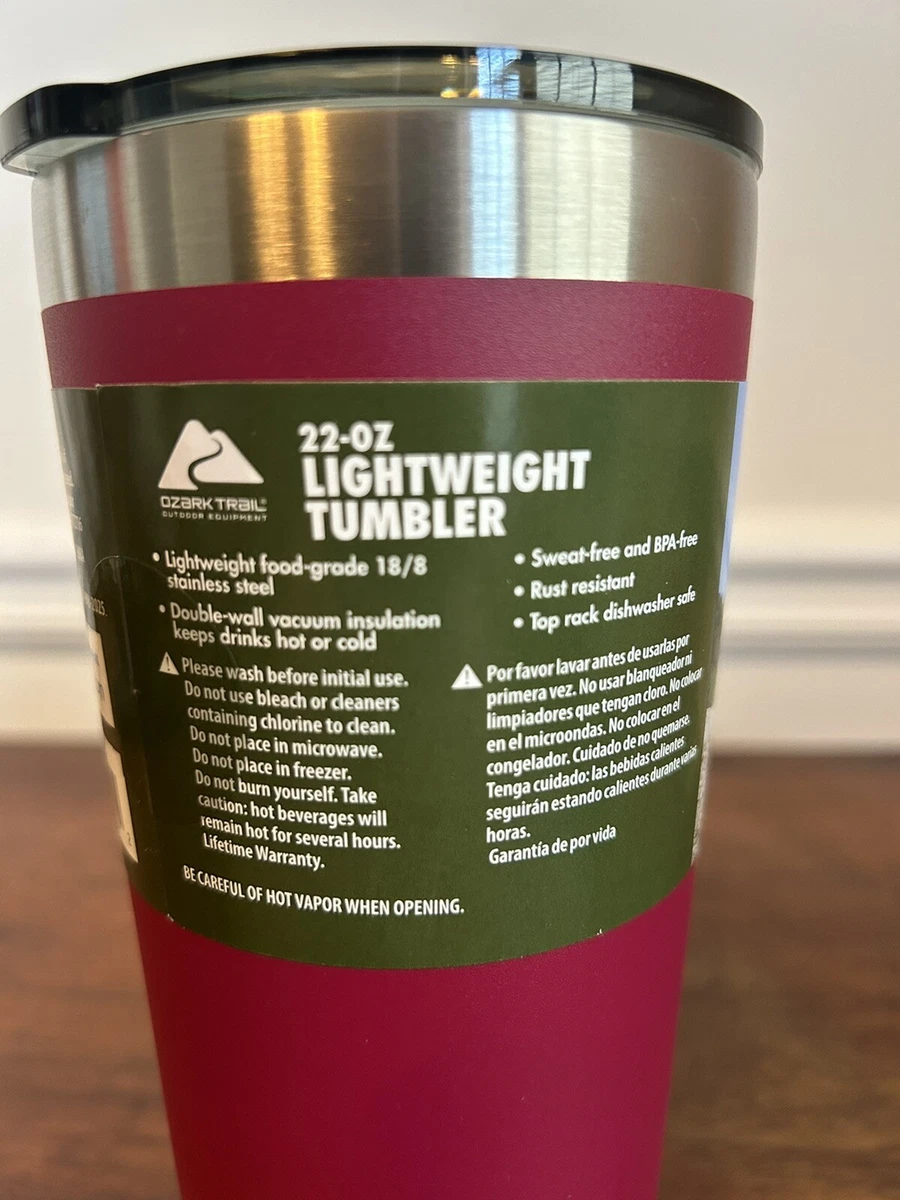 OZARK TRAIL
OUTDOOR EQUIPMENT
22-OZ
LIGHTWEIGHT
TUMBLER
• Lightweight food-grade 18/8
stainless steel
• Double-wall vacuum insulation
keeps drinks hot or cold
• Sweat-free and BPA-free
• Rust resistant
• Top rack dishwasher safe
Please wash before initial use.
Do not use bleach or cleaners
containing chlorine to clean.
Do not place in microwave.
Do not place in freezer.
Do not burn yourself. Take
caution: hot beverages will
remain hot for several hours.
Lifetime Warranty.
Por favor lavar antes de usarlas por
primera vez. No usar blanqueador ni
limpiadores que tengan cloro. No colocar
en el microondas. No colocar en el
congelador. Cuidado de no quemarse.
Tenga cuidado: las bebidas calientes
seguirán estando calientes durante varias
horas.
Garantía de por vida
BE CAREFUL OF HOT VAPOR WHEN OPENING.